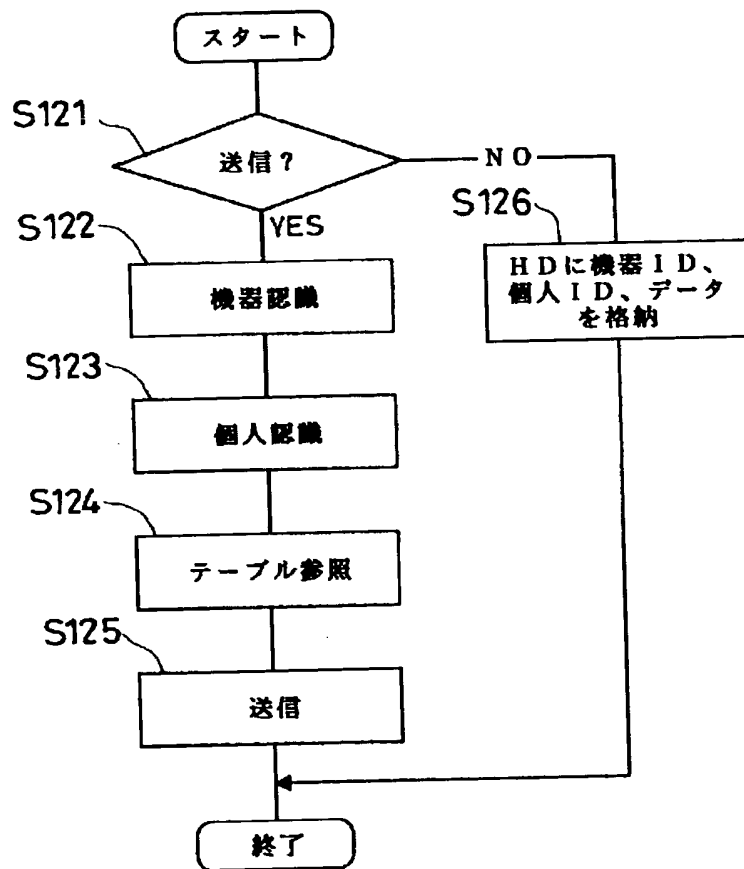 スタート
S121
送信?
NO
YES
S122
機器認識
S126
HDに機器ID、
個人ID、データ
を格納
S123
個人認識
S124
テーブル参照
S125
送信
終了